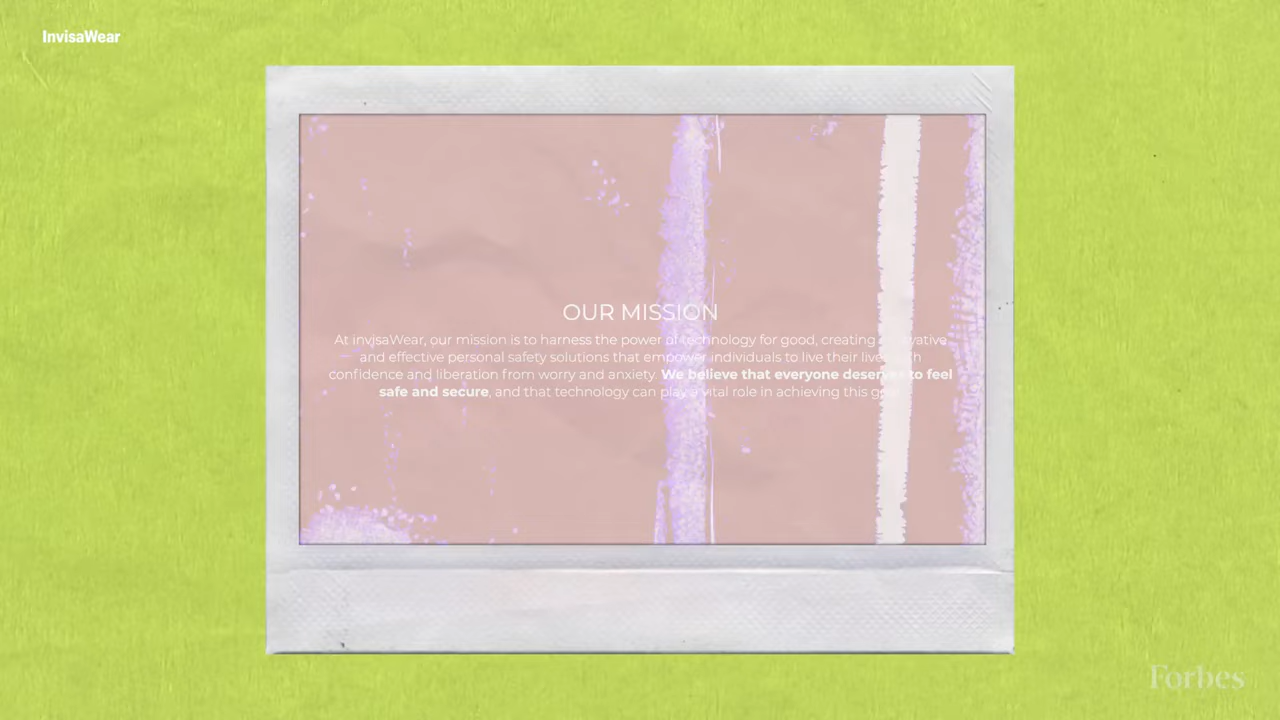 InvisaWear
OUR MISSION
At invisaWear, our mission is to harness the power of technology for good, creating
and effective personal safety solutions that empower individuals to live their lives with
confidence and liberation from worry and anxiety. We believe that everyone deserves to feel
safe and secure, and that technology can play a vital role in achieving this
Forbes